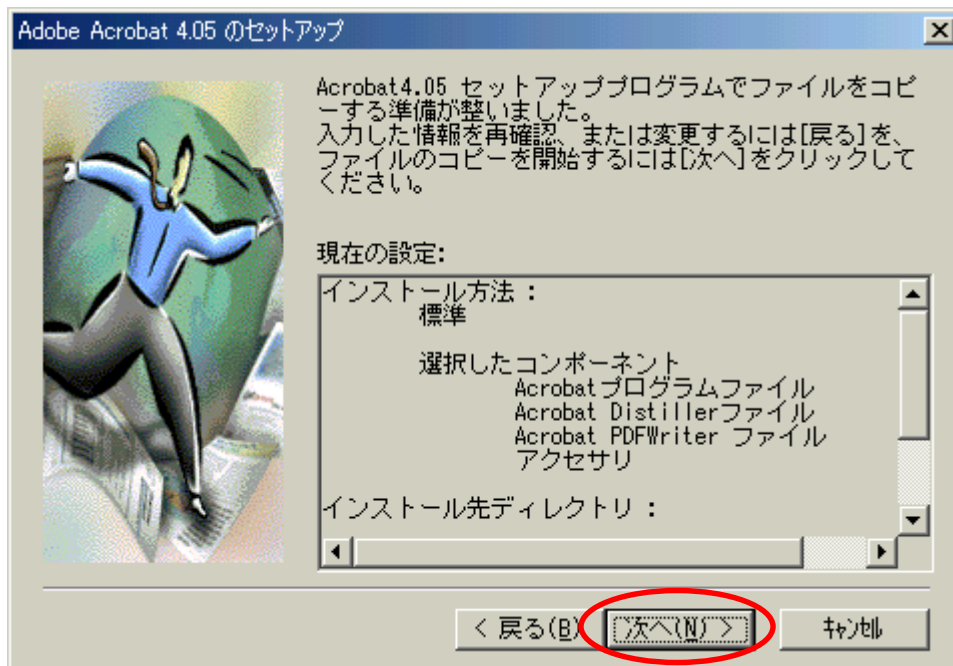 Adobe Acrobat 4.05 のセットアップ
Acrobat4.05 セットアッププログラムでファイルをコピ
ーする準備が整いました。
入力した情報を再確認、または変更するには[戻る]を、
ファイルのコピーを開始するには[次へ]をクリックして
ください。
現在の設定:
インストール方法 :
標準
選択したコンポーネント
Acrobatプログラムファイル
Acrobat Distillerファイル
Acrobat PDFWriter ファイル
アクセサリ
インストール先ディレクトリ :
< 戻る(B) 次へ(N) > ｷｬﾝｾﾙ